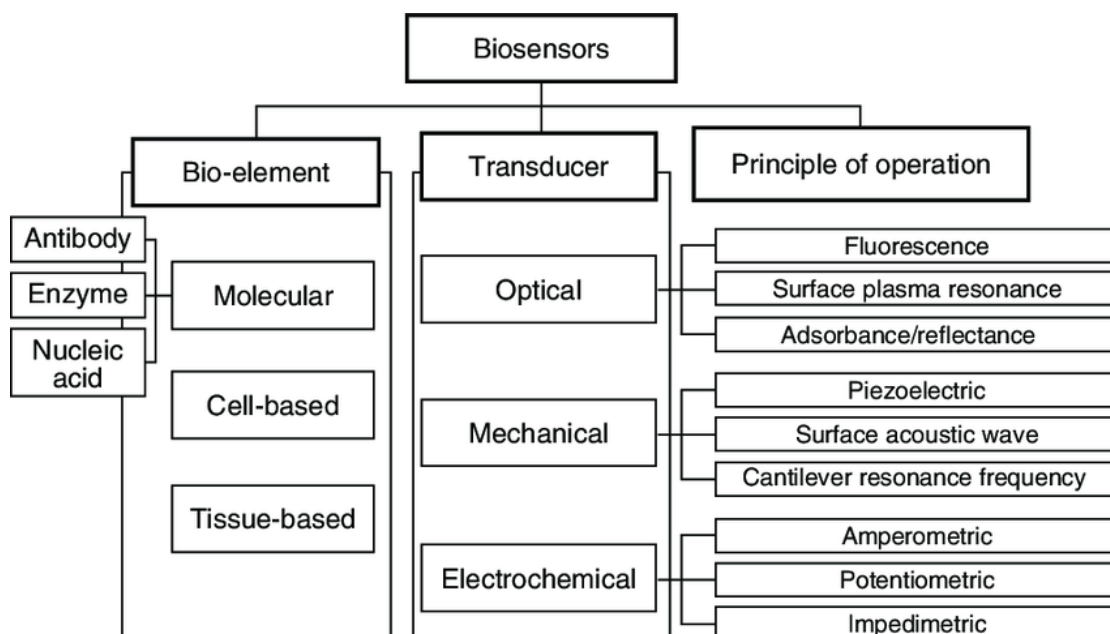 Biosensors
Bio-element
Transducer
Principle of operation
Antibody
Enzyme
Nucleic
acid
Molecular
Cell-based
Tissue-based
Optical
Fluorescence
Surface plasma resonance
Adsorbance/reflectance
Mechanical
Piezoelectric
Surface acoustic wave
Cantilever resonance frequency
Electrochemical
Amperometric
Potentiometric
Impedimetric